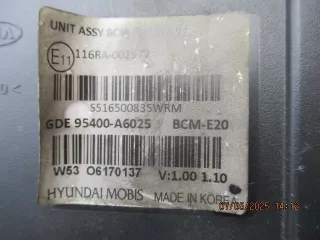 UNIT ASSY BCM
E11 116RA-002977
S516500835WRM
GDE 95400-A6025 BCM-E20
W53 O6170137 V:1.00 1.10
HYUNDAI MOBIS MADE IN KOREA